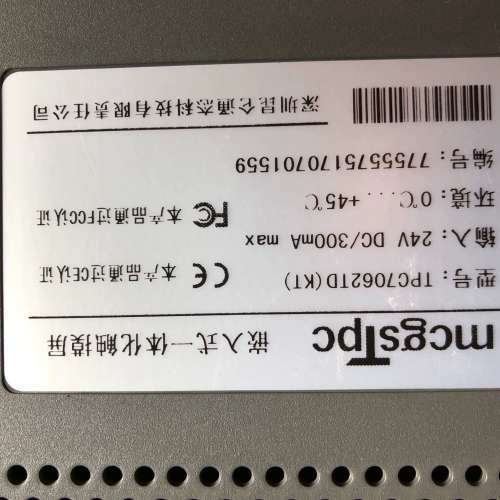 mcgsTpc 嵌入式一体化触摸屏
型号：TPC7062TD(KT)
输入：24V DC/300mA max
环境：0℃...+45℃
编号：7755575170701559
CE 本产品通过CE认证
FC 本产品通过FCC认证
深圳昆仑通态科技有限责任公司